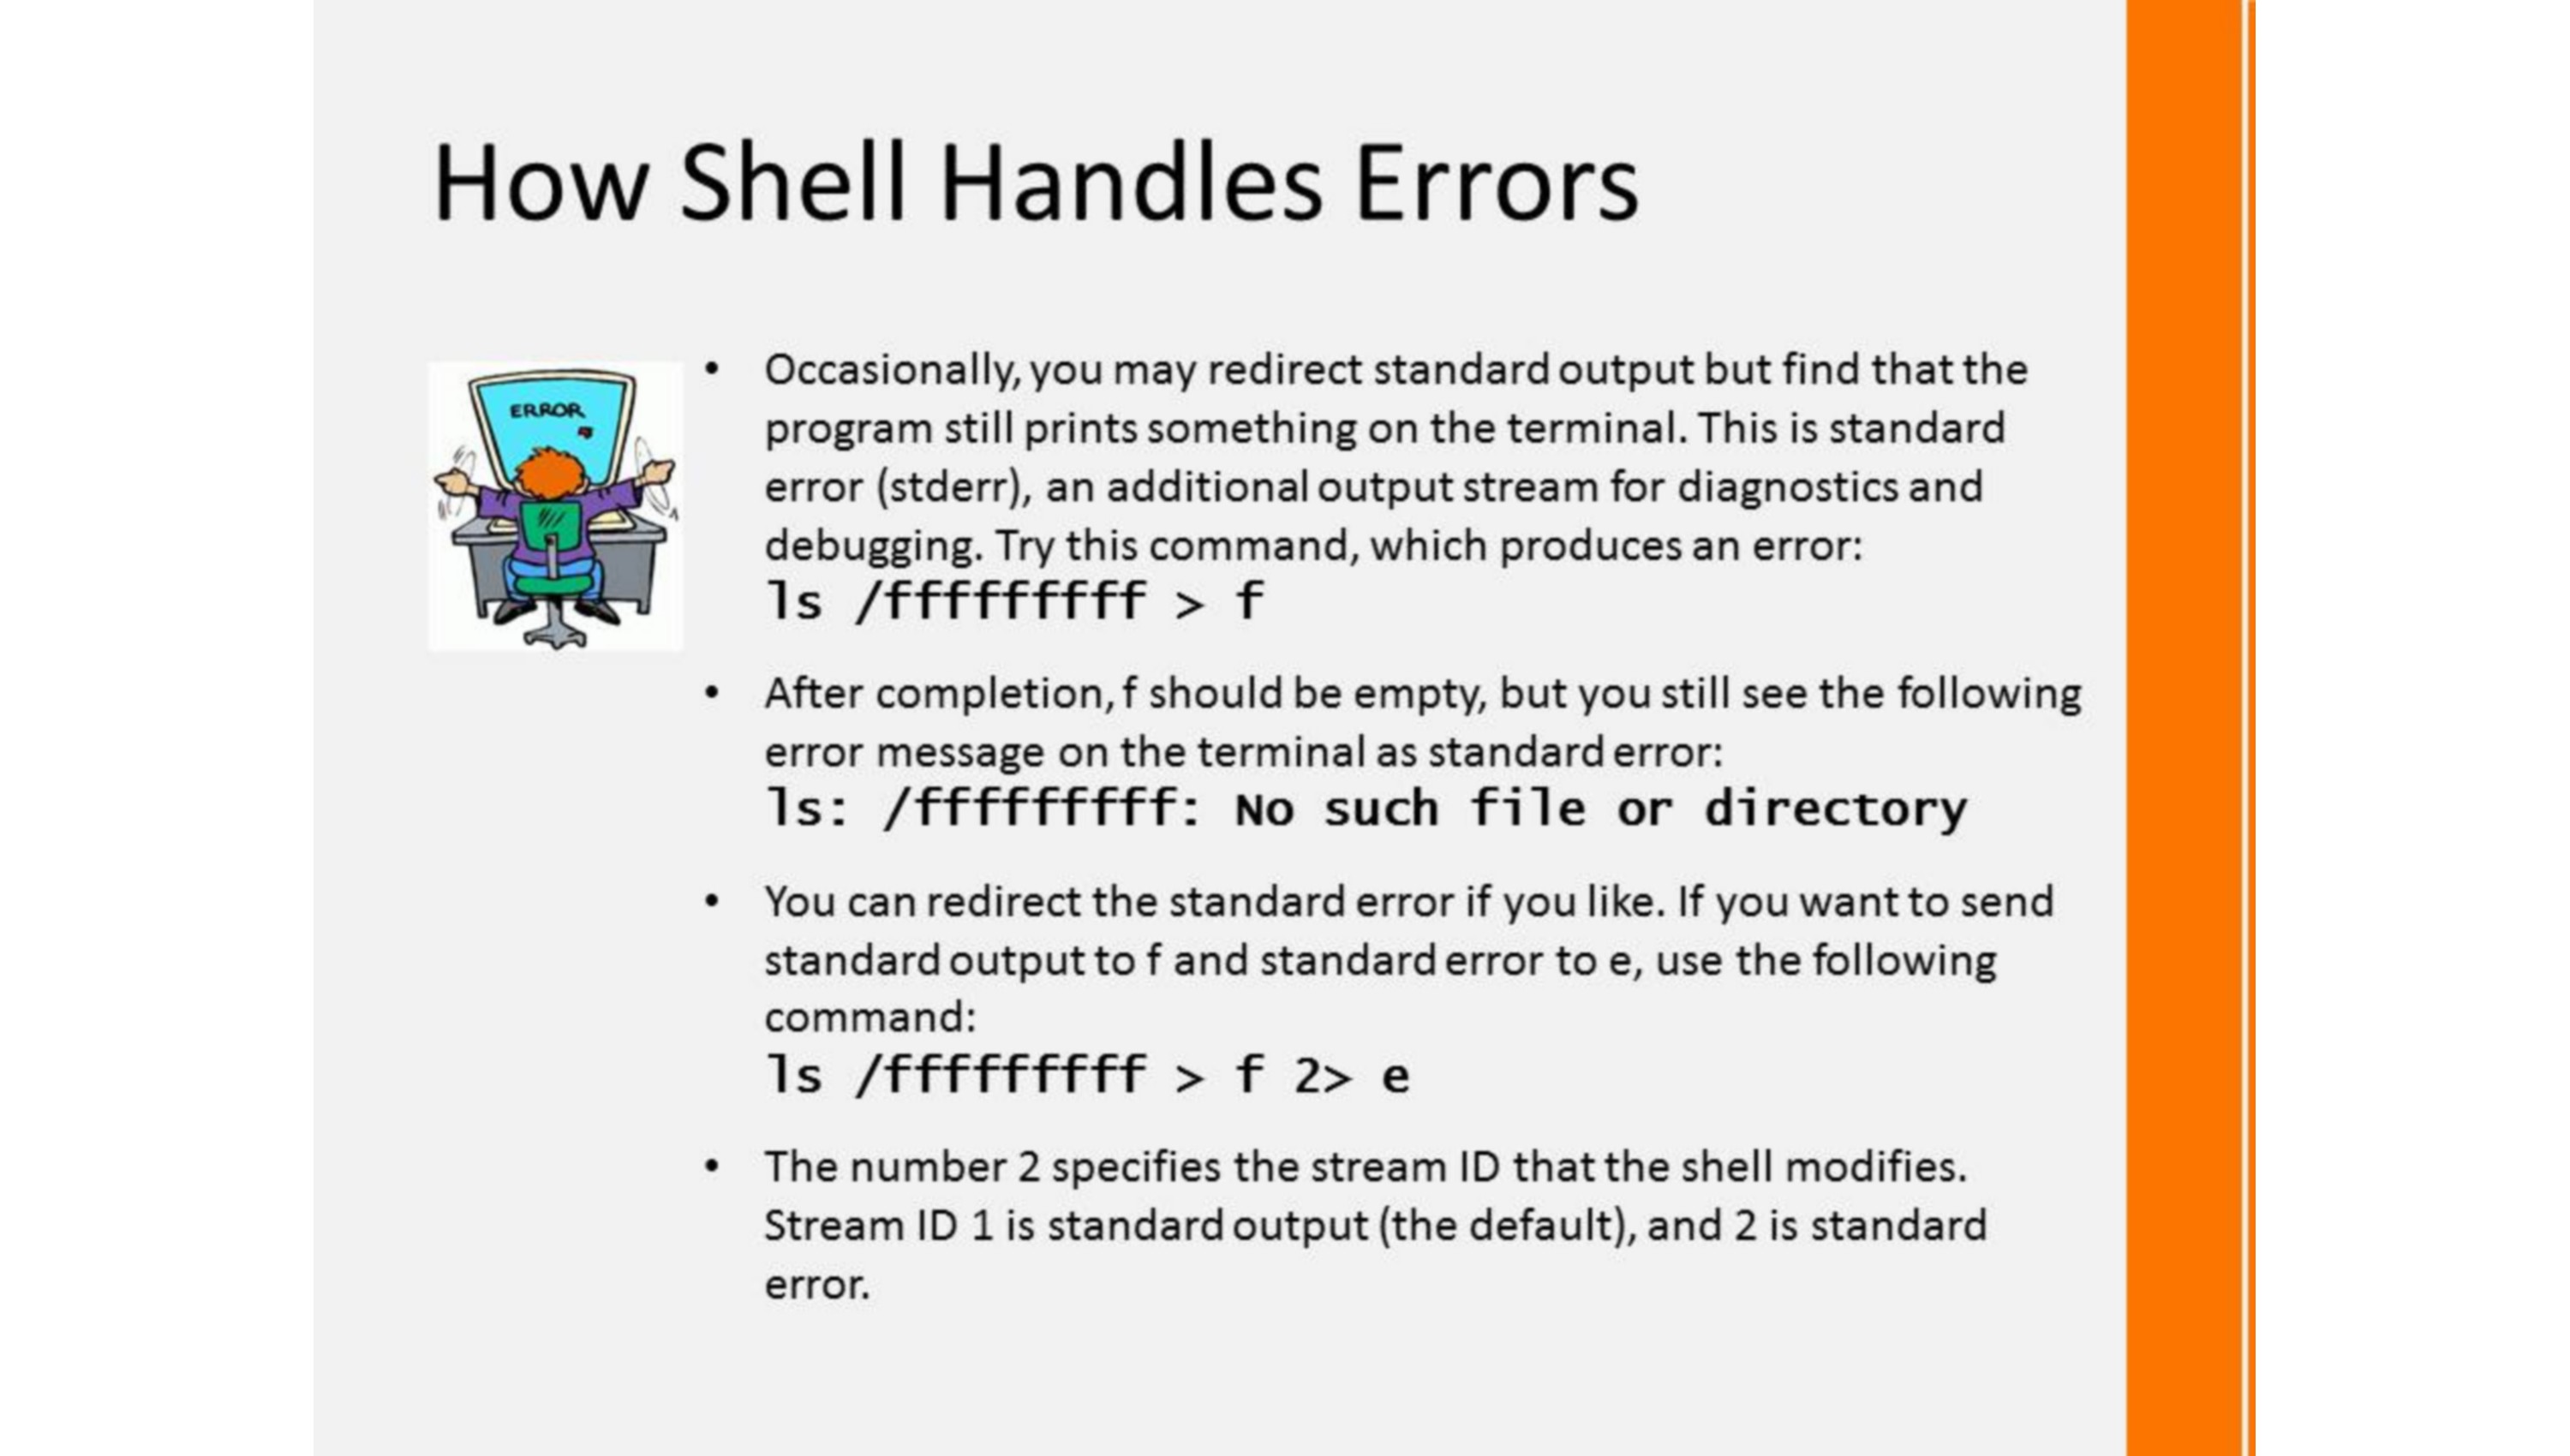 How Shell Handles Errors
ERROR
• Occasionally, you may redirect standard output but find that the
program still prints something on the terminal. This is standard
error (stderr), an additional output stream for diagnostics and
debugging. Try this command, which produces an error:
ls /fffffffff > f
• After completion, f should be empty, but you still see the following
error message on the terminal as standard error:
ls: /fffffffff: No such file or directory
• You can redirect the standard error if you like. If you want to send
standard output to f and standard error to e, use the following
command:
ls /fffffffff > f 2> e
• The number 2 specifies the stream ID that the shell modifies.
Stream ID 1 is standard output (the default), and 2 is standard
error.